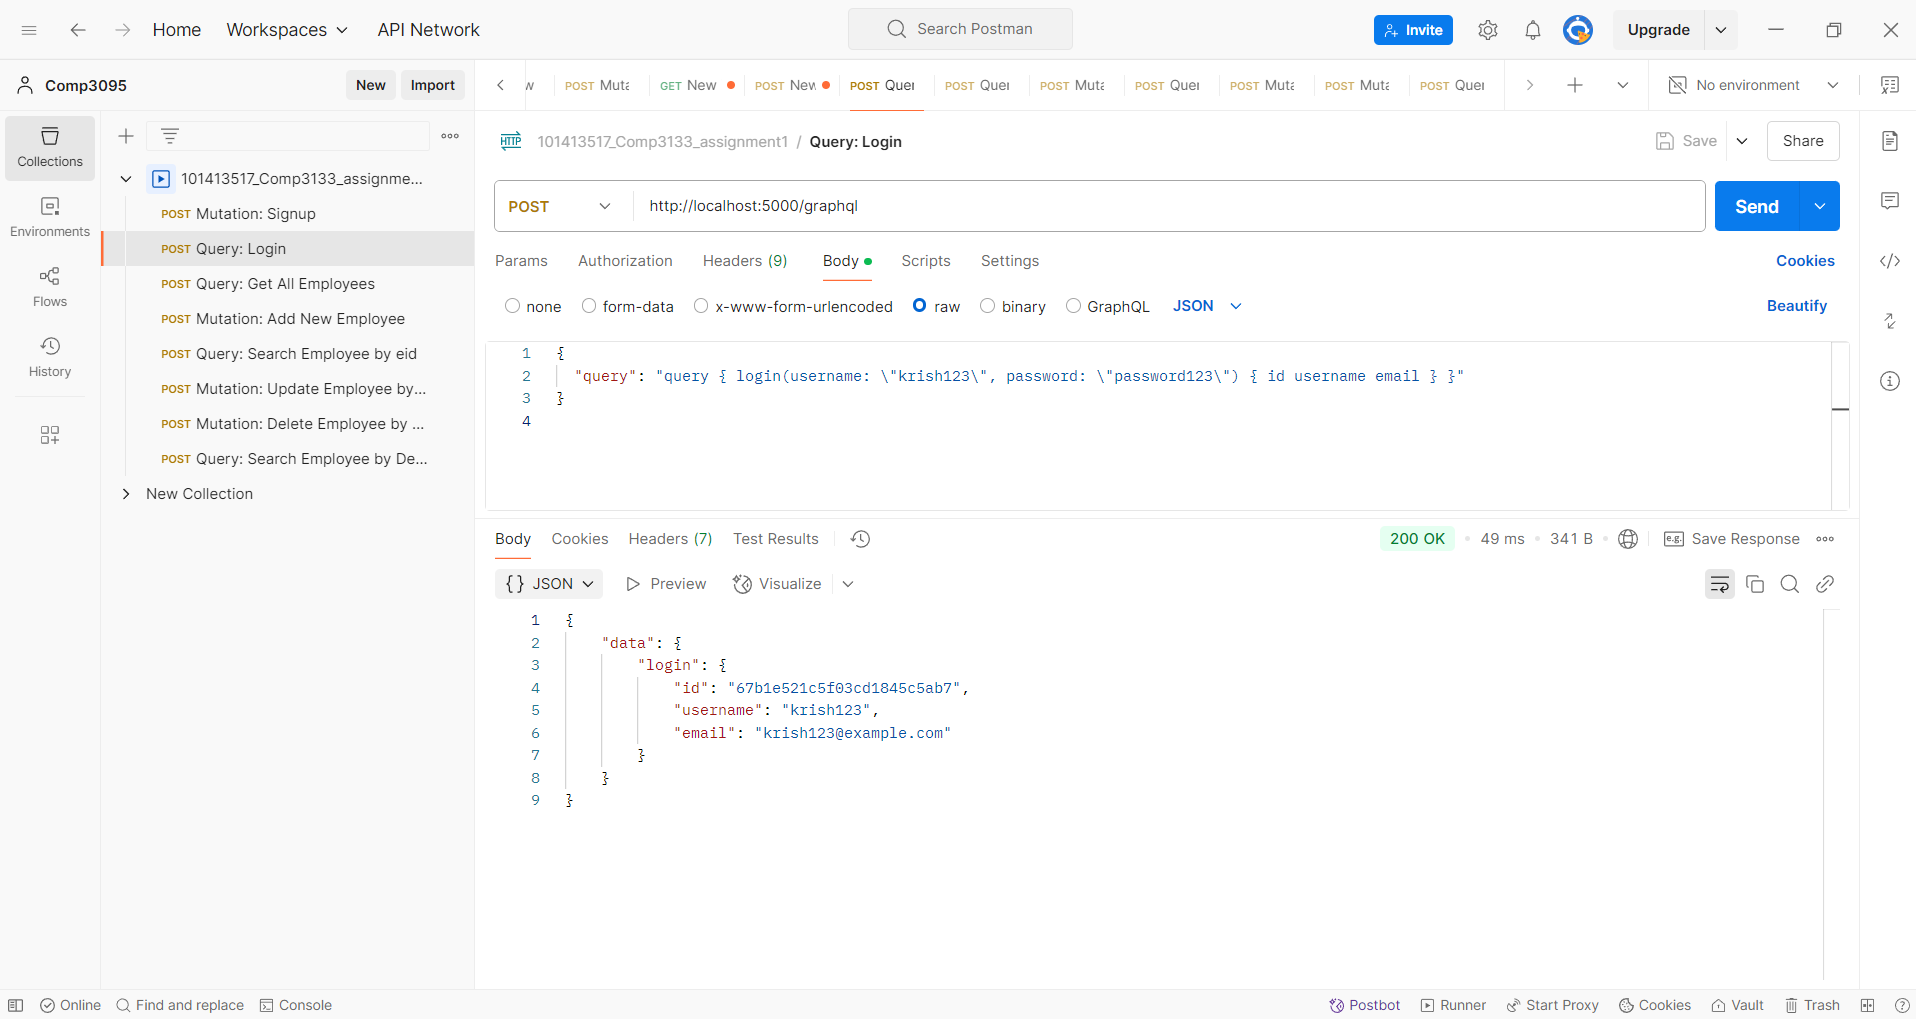 Home Workspaces API Network Search Postman Invite Upgrade
Comp3095 New Import
w POST Muta GET New POST New POST Quer POST Quer POST Muta POST Quer POST Muta POST Muta POST Quer No environment
Collections
Environments
Flows
History
101413517_Comp3133_assignme...
POST Mutation: Signup
POST Query: Login
POST Query: Get All Employees
POST Mutation: Add New Employee
POST Query: Search Employee by eid
POST Mutation: Update Employee by...
POST Mutation: Delete Employee by ...
POST Query: Search Employee by De...
New Collection
HTTP 101413517_Comp3133_assignment1 / Query: Login Save Share
POST http://localhost:5000/graphql Send
Params Authorization Headers (9) Body Scripts Settings Cookies
none form-data x-www-form-urlencoded raw binary GraphQL JSON Beautify
1 {
2 "query": "query { login(username: \"krish123\", password: \"password123\") { id username email } }"
3 }
4
Body Cookies Headers (7) Test Results 200 OK 49 ms 341 B e.g. Save Response
{} JSON Preview Visualize
1 {
2 "data": {
3 "login": {
4 "id": "67b1e521c5f03cd1845c5ab7",
5 "username": "krish123",
6 "email": "krish123@example.com"
7 }
8 }
9 }
Online Find and replace Console Postbot Runner Start Proxy Cookies Vault Trash